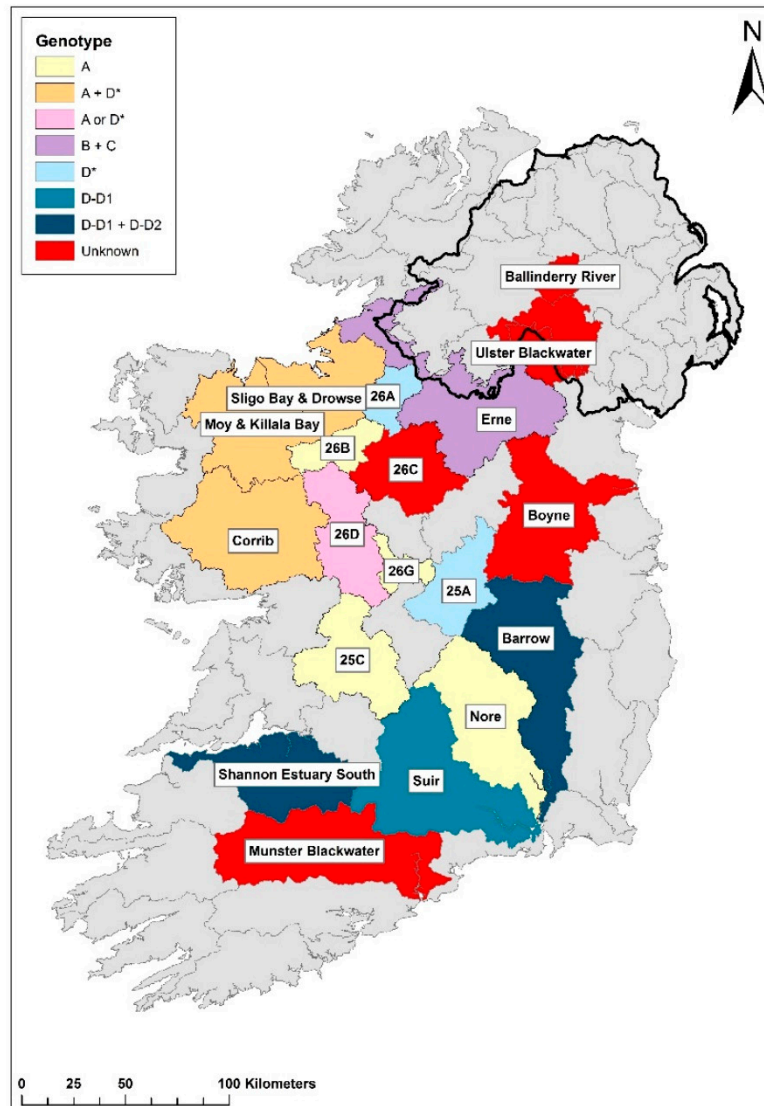 N
Genotype
A
A + D*
A or D*
B + C
D*
D-D1
D-D1 + D-D2
Unknown
Ballinderry River
Ulster Blackwater
Sligo Bay & Drowse
26A
Moy & Killala Bay
Erne
26B
26C
Boyne
Corrib
26D
26G
25A
Barrow
25C
Nore
Shannon Estuary South
Suir
Munster Blackwater
0 25 50 100 Kilometers